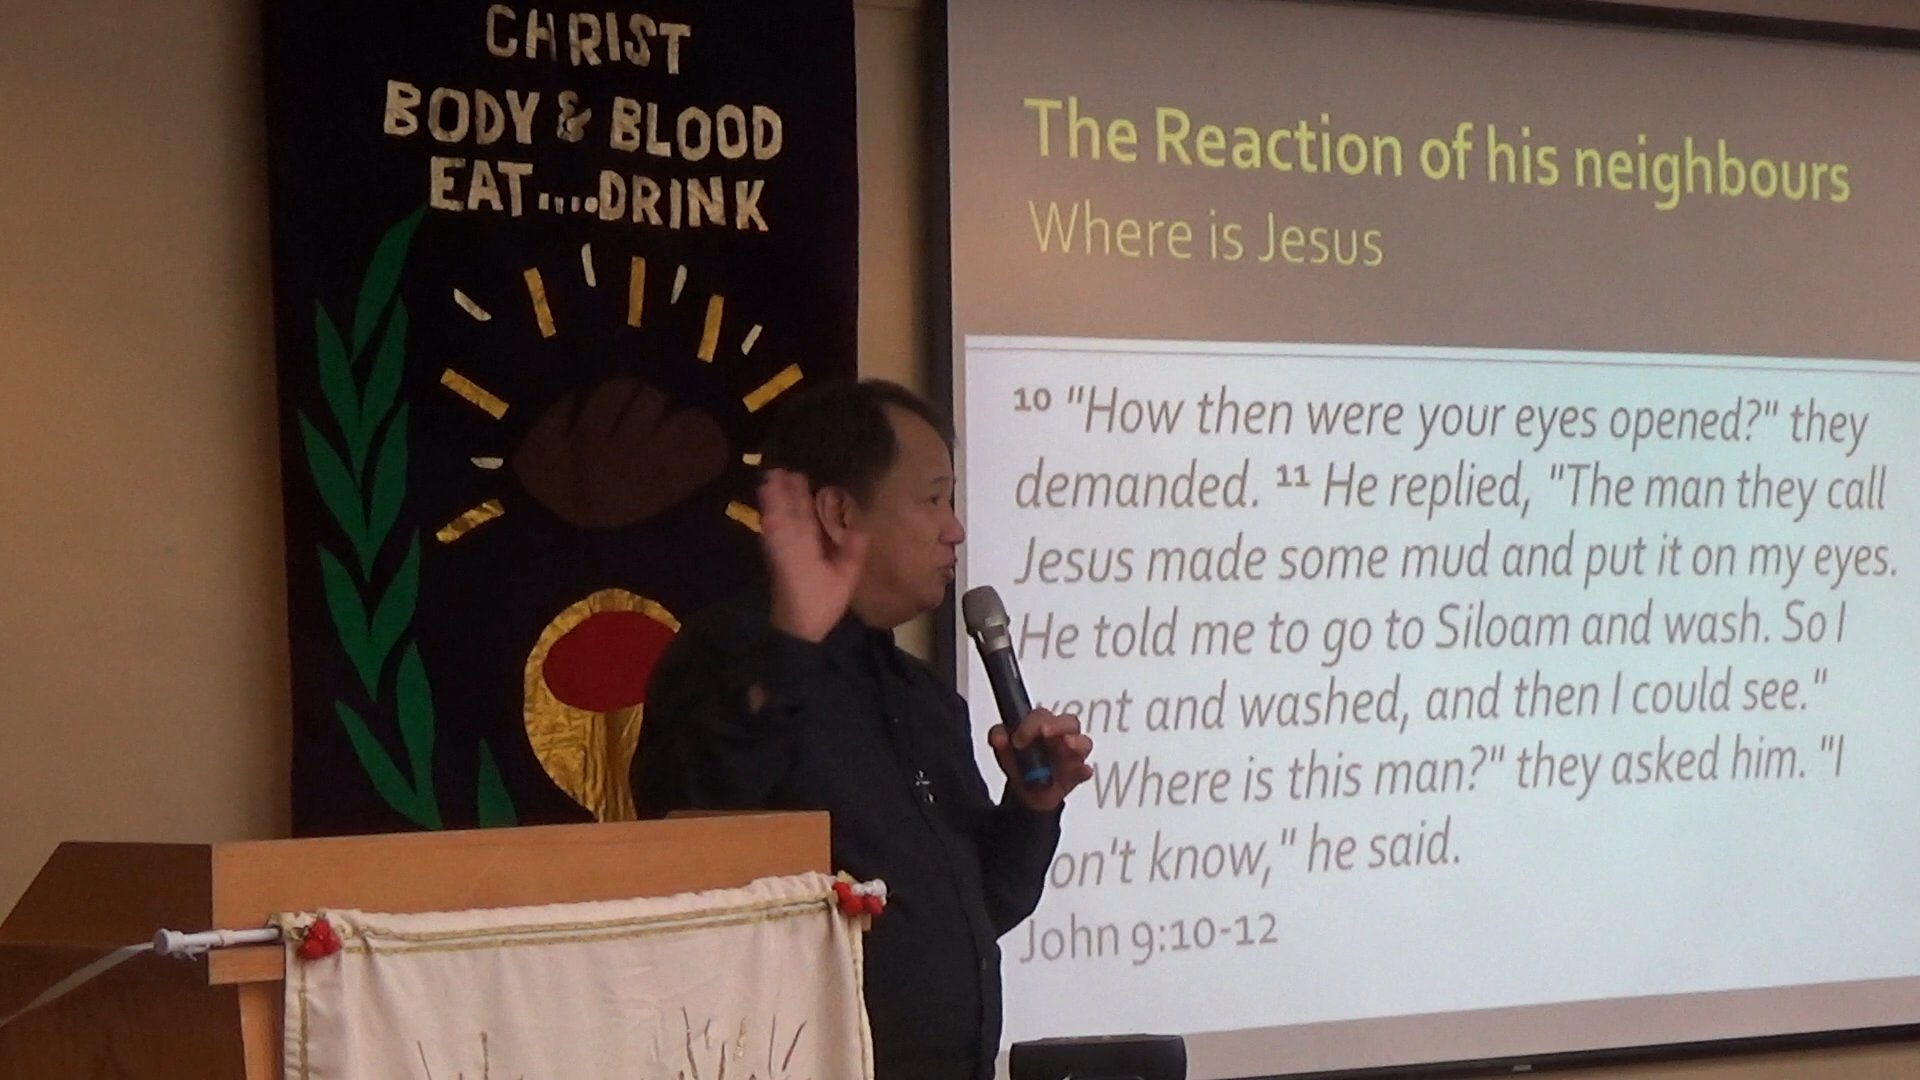 CHRIST
BODY & BLOOD
EAT....DRINK
The Reaction of his neighbours
Where is Jesus
10 "How then were your eyes opened?" they
demanded. 11 He replied, "The man they call
Jesus made some mud and put it on my eyes.
He told me to go to Siloam and wash. So I
and washed, and then I could see."
"Where is this man?" they asked him. "I
know," he said.
John 9:10-12